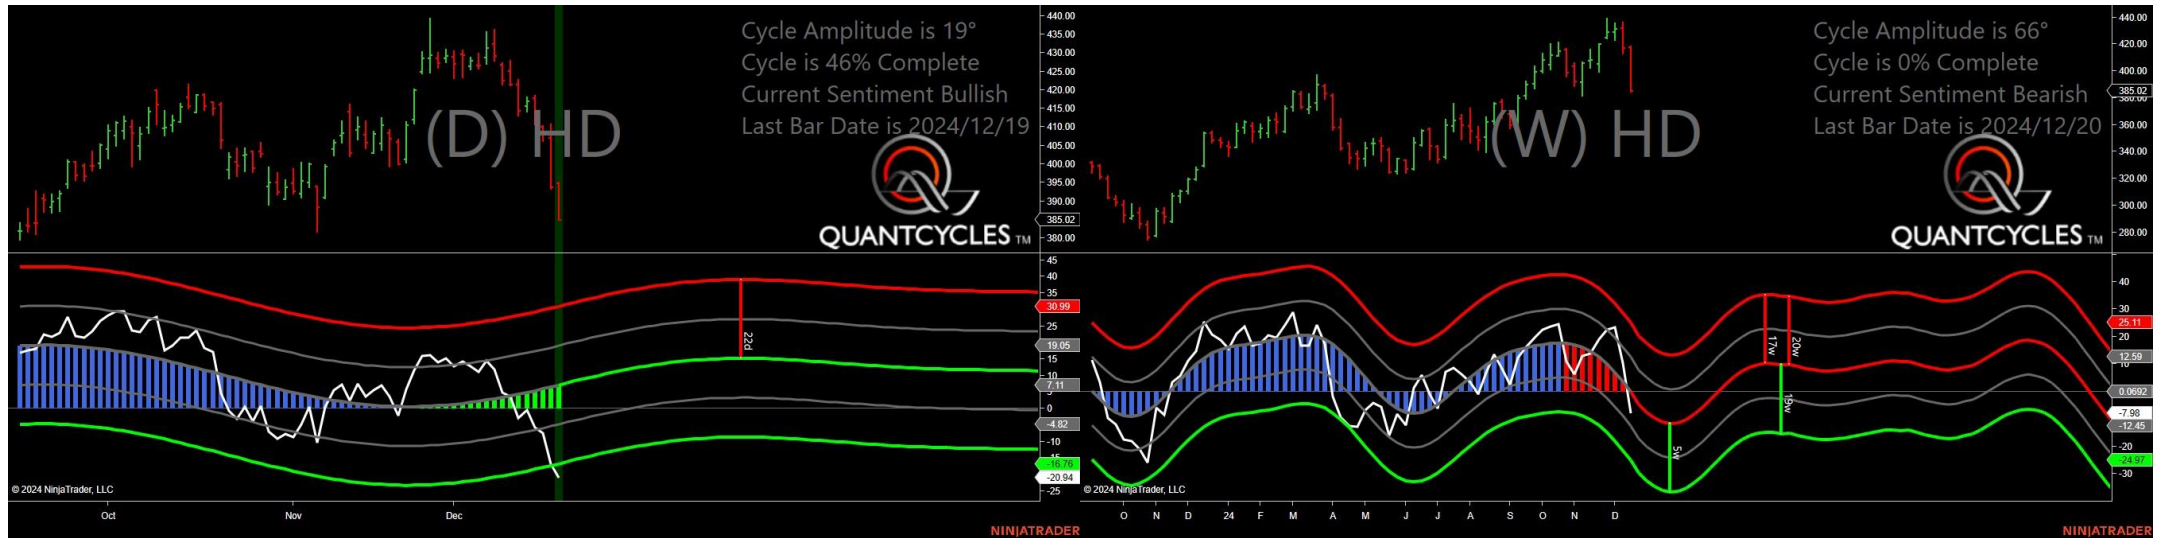 Cycle Amplitude is 19°
Cycle is 46% Complete
Current Sentiment Bullish
Last Bar Date is 2024/12/19
(D) HD
QUANTCYCLES TM
440.00
435.00
430.00
425.00
420.00
415.00
410.00
405.00
400.00
395.00
390.00
385.02
380.00
45
40
35
30.99
25
19.05
15
10
7.11
0
-4.82
-10
-15
-16.76
-20.94
-25
22d
© 2024 NinjaTrader, LLC
Oct
Nov
Dec
NINJATRADER
Cycle Amplitude is 66°
Cycle is 0% Complete
Current Sentiment Bearish
Last Bar Date is 2024/12/20
(W) HD
QUANTCYCLES TM
440.00
420.00
400.00
385.02
380.00
360.00
340.00
320.00
300.00
280.00
40
30
25.11
20
12.59
10
0.0692
-7.98
-12.45
-20
-24.97
-30
17w
20w
19w
5w
© 2024 NinjaTrader, LLC
O N D 24 F M A M J J A S O N D
NINJATRADER